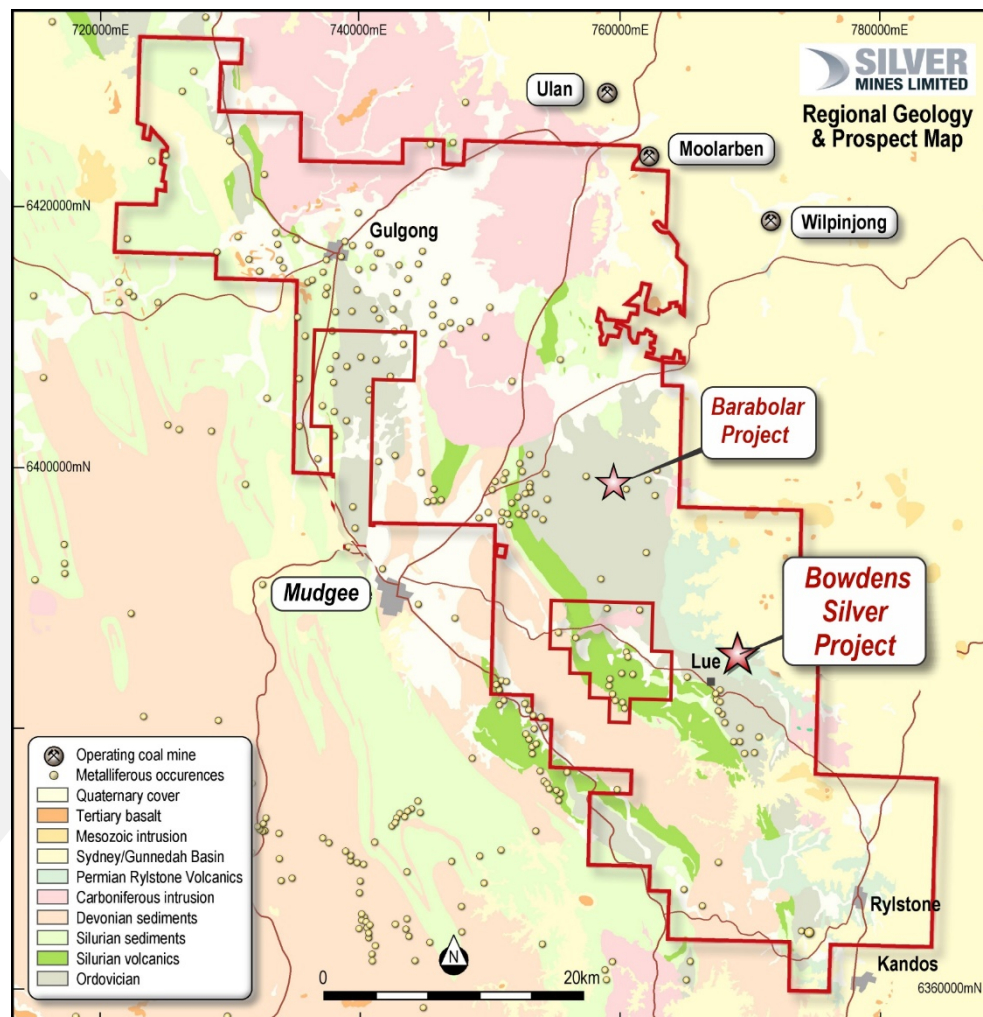 720000mE
740000mE
760000mE
780000mE
SILVER
MINES LIMITED
Regional Geology
& Prospect Map
Ulan
Moolarben
Wilpinjong
6420000mN
Gulgong
Barabolar
Project
6400000mN
Mudgee
Bowdens
Silver
Project
Lue
Operating coal mine
Metalliferous occurences
Quaternary cover
Tertiary basalt
Mesozoic intrusion
Sydney/Gunnedah Basin
Permian Rylstone Volcanics
Carboniferous intrusion
Devonian sediments
Silurian sediments
Silurian volcanics
Ordovician
N
0
20km
Rylstone
Kandos
6360000mN